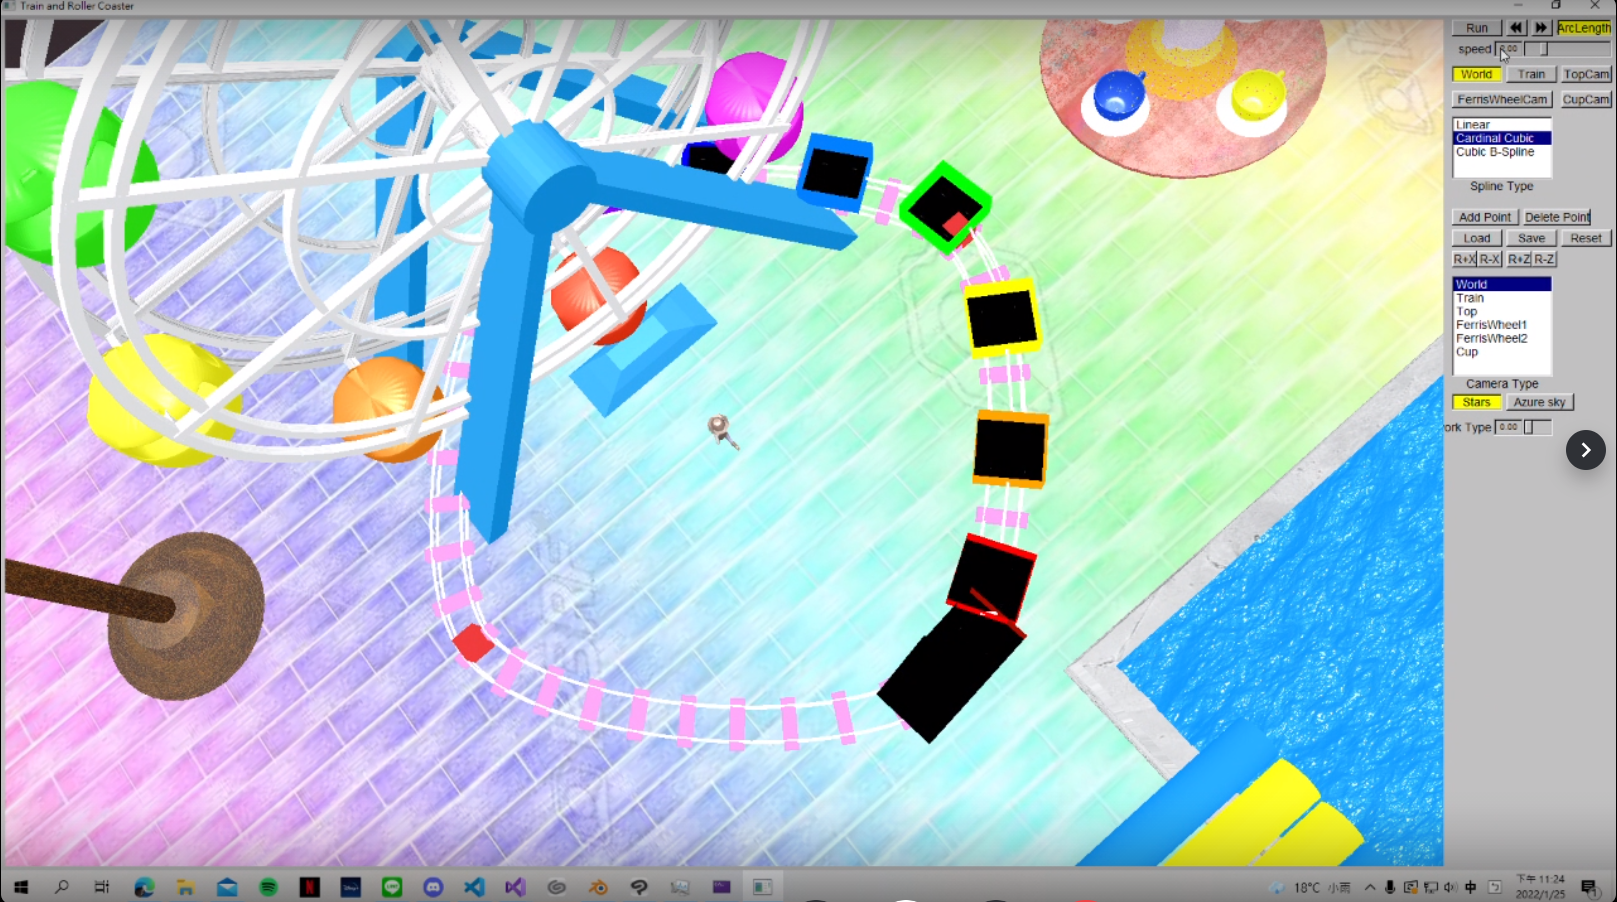 Train and Roller Coaster
Run
ArcLength
speed
World
Train
TopCam
FerrisWheelCam
CupCam
Linear
Cardinal Cubic
Cubic B-Spline
Spline Type
Add Point
Delete Point
Load
Save
Reset
R+X
R-X
R+Z
R-Z
World
Train
Top
FerrisWheel1
FerrisWheel2
Cup
Camera Type
Stars
Azure sky
ork Type
0.00
18°C 小雨
中
下午 11:24
2022/1/25